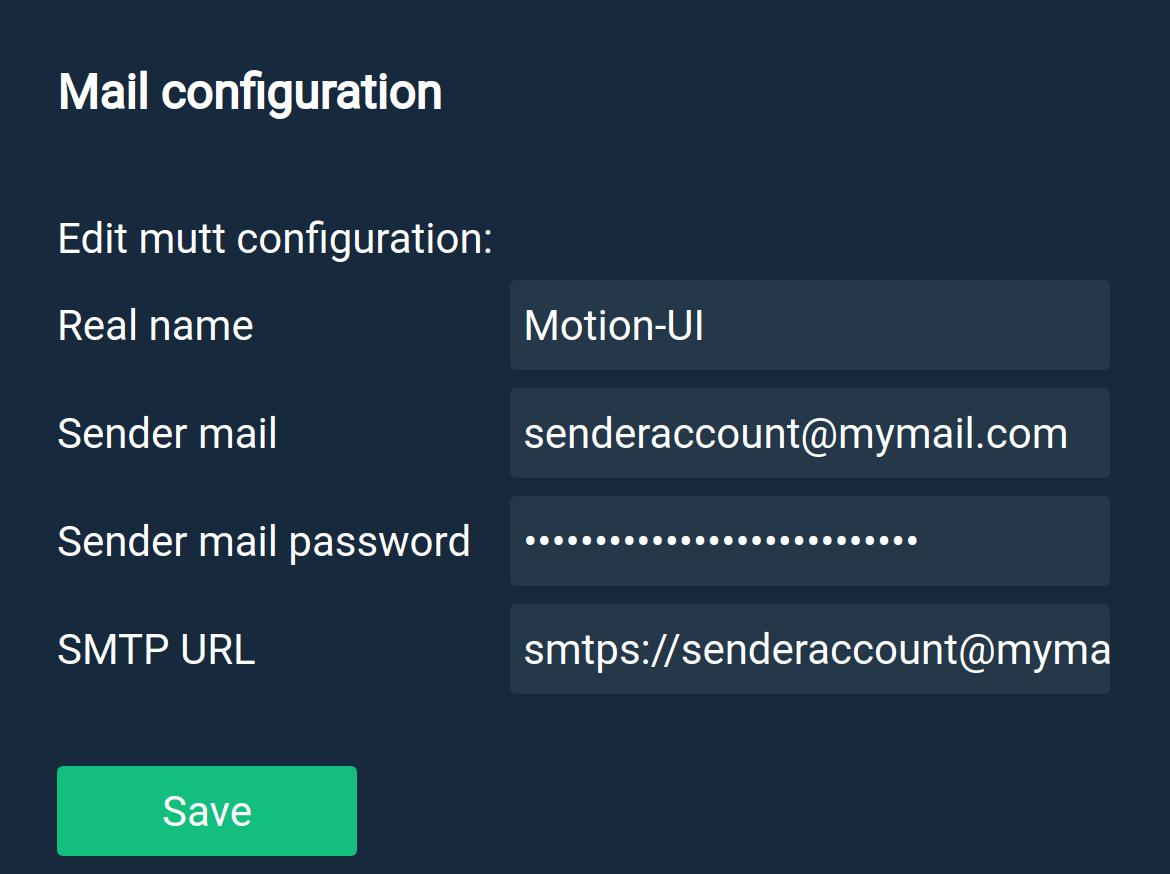 Mail configuration
Edit mutt configuration:
Real name Motion-UI
Sender mail senderaccount@mymail.com
Sender mail password ••••••••••••••••••••••••••••
SMTP URL smtps://senderaccount@myma
Save